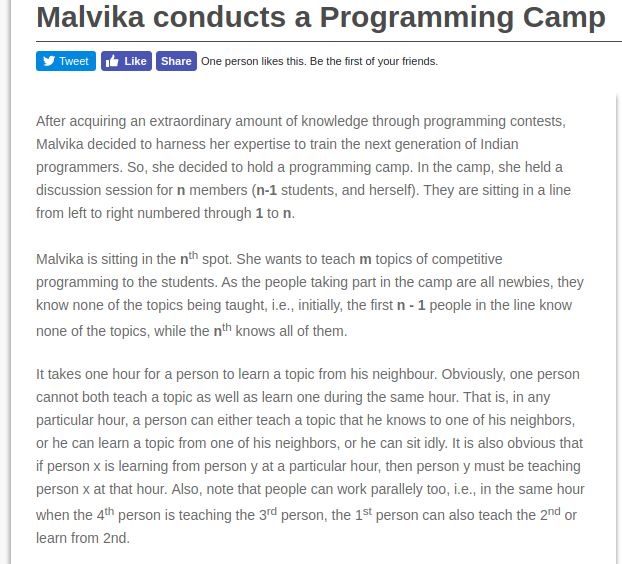 Malvika conducts a Programming Camp
Tweet Like Share One person likes this. Be the first of your friends.
After acquiring an extraordinary amount of knowledge through programming contests,
Malvika decided to harness her expertise to train the next generation of Indian
programmers. So, she decided to hold a programming camp. In the camp, she held a
discussion session for n members (n-1 students, and herself). They are sitting in a line
from left to right numbered through 1 to n.
Malvika is sitting in the nth spot. She wants to teach m topics of competitive
programming to the students. As the people taking part in the camp are all newbies, they
know none of the topics being taught, i.e., initially, the first n - 1 people in the line know
none of the topics, while the nth knows all of them.
It takes one hour for a person to learn a topic from his neighbour. Obviously, one person
cannot both teach a topic as well as learn one during the same hour. That is, in any
particular hour, a person can either teach a topic that he knows to one of his neighbors,
or he can learn a topic from one of his neighbors, or he can sit idly. It is also obvious that
if person x is learning from person y at a particular hour, then person y must be teaching
person x at that hour. Also, note that people can work parallely too, i.e., in the same hour
when the 4th person is teaching the 3rd person, the 1st person can also teach the 2nd or
learn from 2nd.